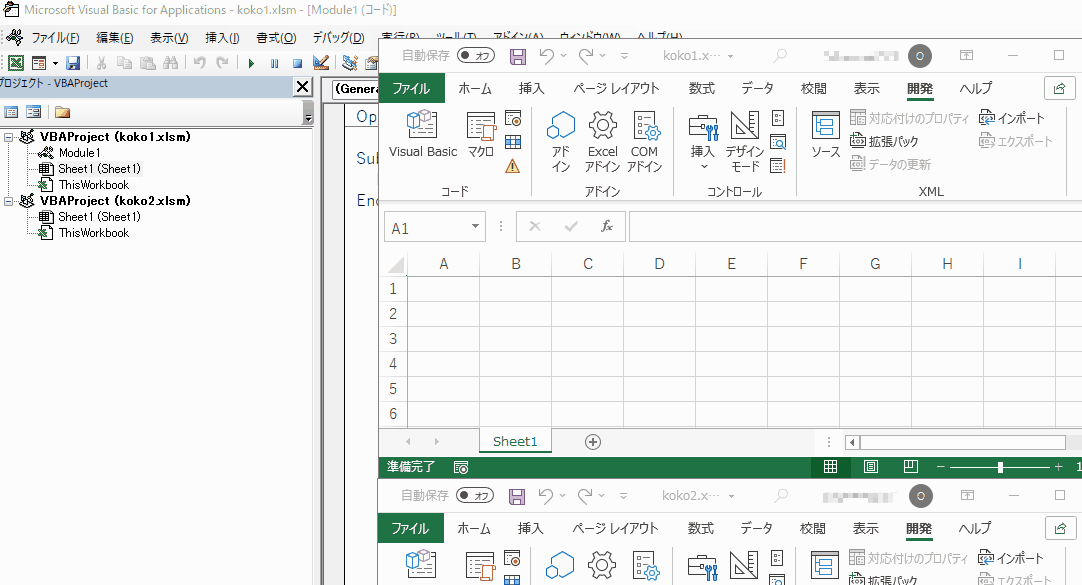 Microsoft Visual Basic for Applications - koko1.xlsm - [Module1 (コード)]
ファイル(F) 編集(E) 表示(V) 挿入(I) 書式(O) デバッグ(D) 実行(R) ツール(T) アドイン(A) ウィンドウ(W) ヘルプ(H)
プロジェクト - VBAProject
(Genera
VBAProject (koko1.xlsm)
Module1
Sheet1 (Sheet1)
ThisWorkbook
VBAProject (koko2.xlsm)
Sheet1 (Sheet1)
ThisWorkbook
Op
Sub
End
自動保存 オフ koko1.x… O
ファイル ホーム 挿入 ページ レイアウト 数式 データ 校閲 表示 開発 ヘルプ
Visual Basic マクロ
コード
アド
イン
Excel
アドイン
COM
アドイン
アドイン
挿入 デザイン
モード
コントロール
ソース
対応付けのプロパティ
拡張パック
データの更新
インポート
エクスポート
XML
A1 fx
A B C D E F G H I
1
2
3
4
5
6
Sheet1
準備完了 1
自動保存 オフ koko2.x… O
ファイル ホーム 挿入 ページ レイアウト 数式 データ 校閲 表示 開発 ヘルプ
対応付けのプロパティ インポート
拡張パック エクスポート